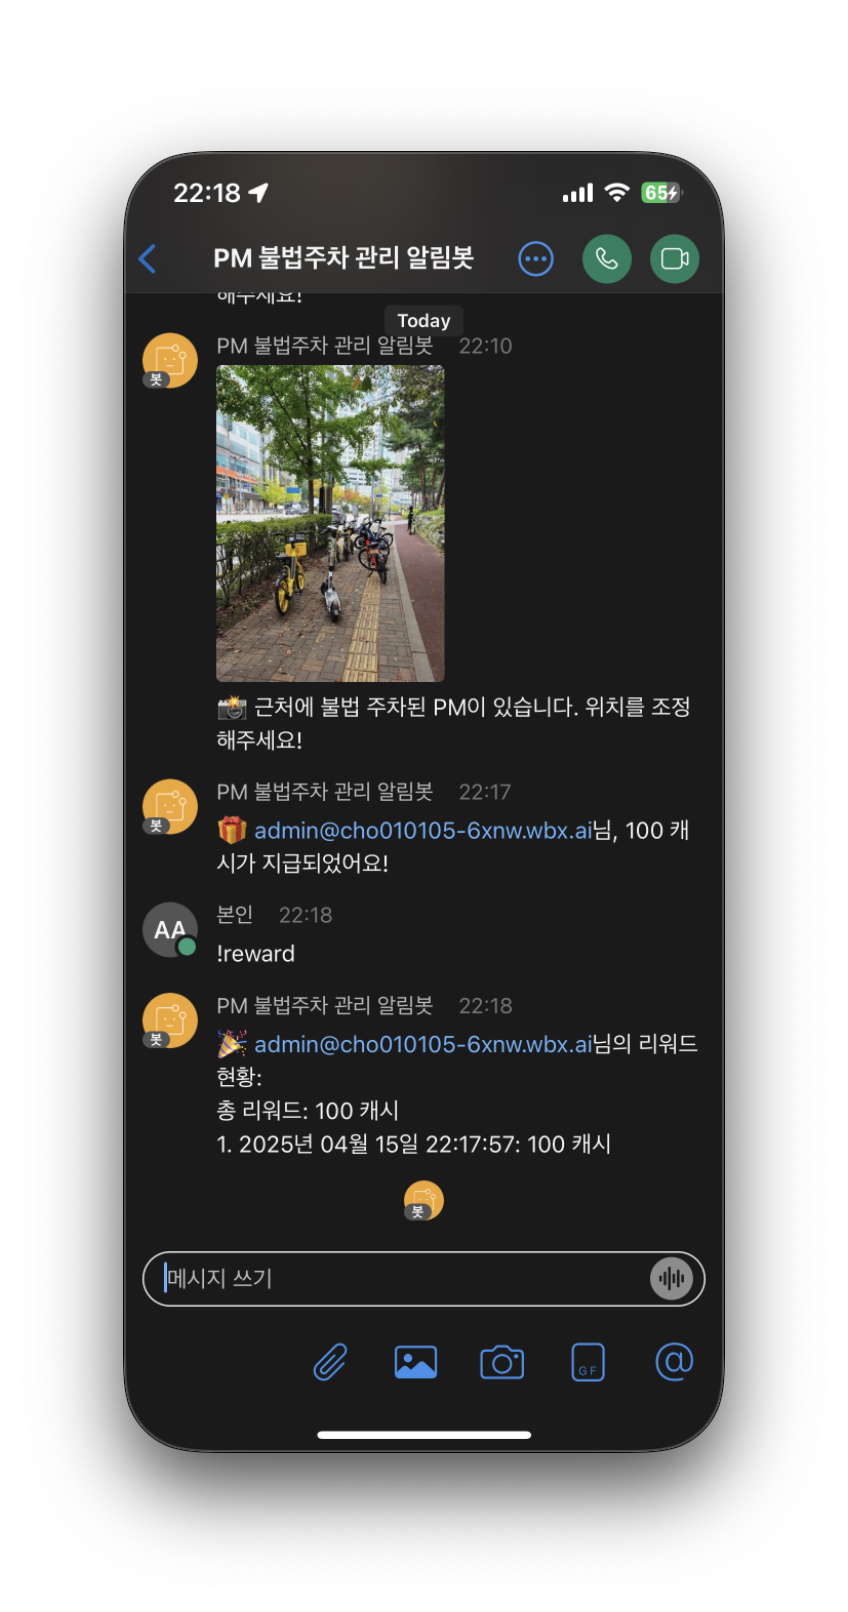 22:18
65
PM 불법주차 관리 알림봇
해주세요!
Today
PM 불법주차 관리 알림봇 22:10
봇
📸 근처에 불법 주차된 PM이 있습니다. 위치를 조정
해주세요!
PM 불법주차 관리 알림봇 22:17
봇
🎁 admin@cho010105-6xnw.wbx.ai님, 100 캐
시가 지급되었어요!
본인 22:18
AA
!reward
PM 불법주차 관리 알림봇 22:18
봇
🎉 admin@cho010105-6xnw.wbx.ai님의 리워드
현황:
총 리워드: 100 캐시
1. 2025년 04월 15일 22:17:57: 100 캐시
봇
메시지 쓰기
GF
@